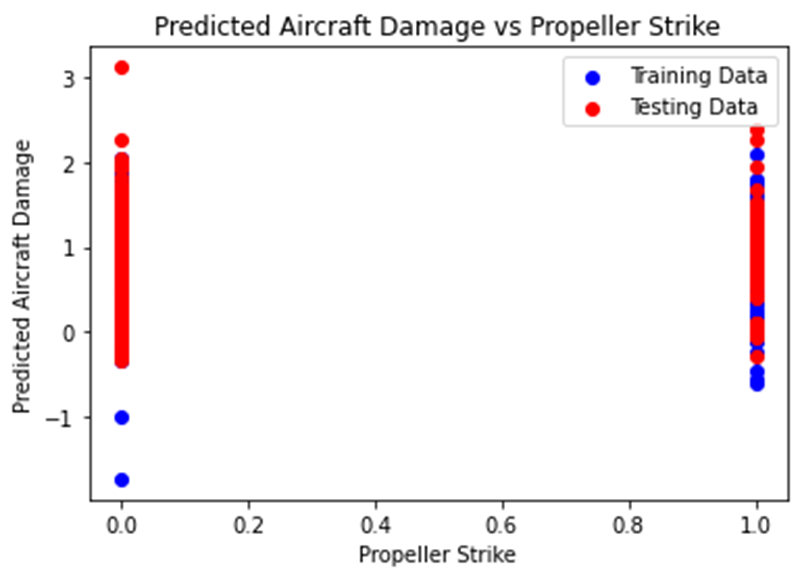 Predicted Aircraft Damage vs Propeller Strike
Training Data
Testing Data
Predicted Aircraft Damage
3
2
1
0
−1
0.0 0.2 0.4 0.6 0.8 1.0
Propeller Strike